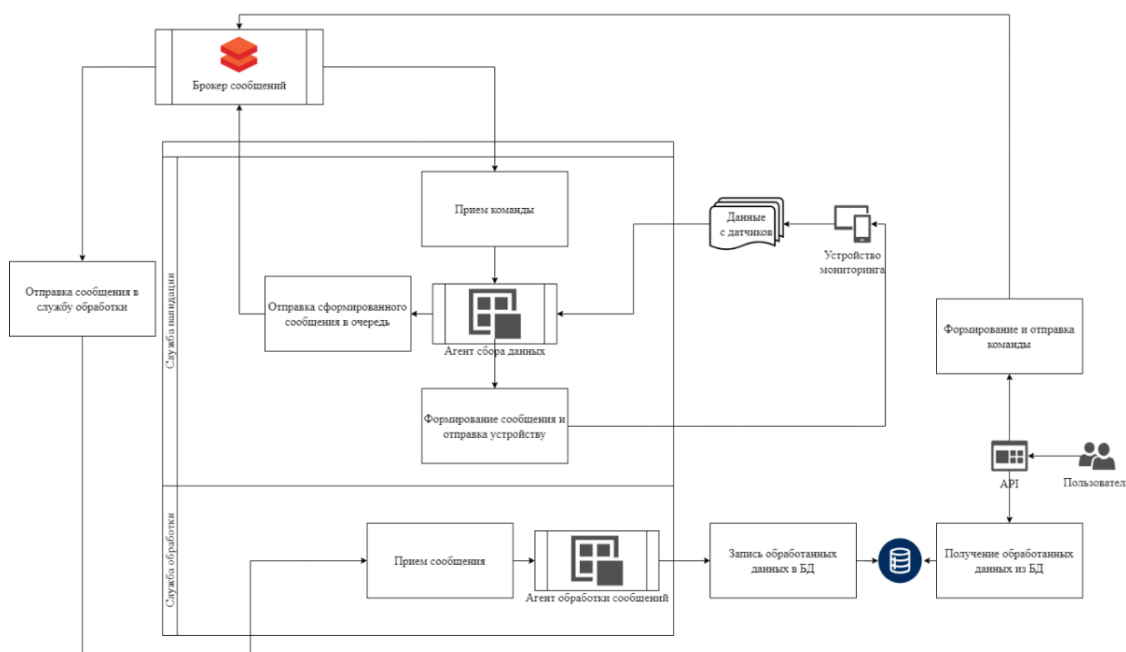 Брокер сообщений
Прием команды
Данные
с датчиков
Устройство
мониторинга
Отправка сообщения в
службу обработки
Отправка сформированного
сообщения в очередь
Агент сбора данных
Формирование и отправка
команды
Служба
Формирование сообщения и
отправка устройству
API
Пользовател
Служба обработки
Прием сообщения
Агент обработки сообщений
Запись обработанных
данных в БД
Получение обработанных
данных из БД